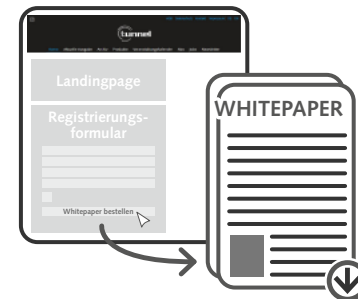 tunnel
Landingpage
Registrierungs-
formular
Whitepaper bestellen
WHITEPAPER